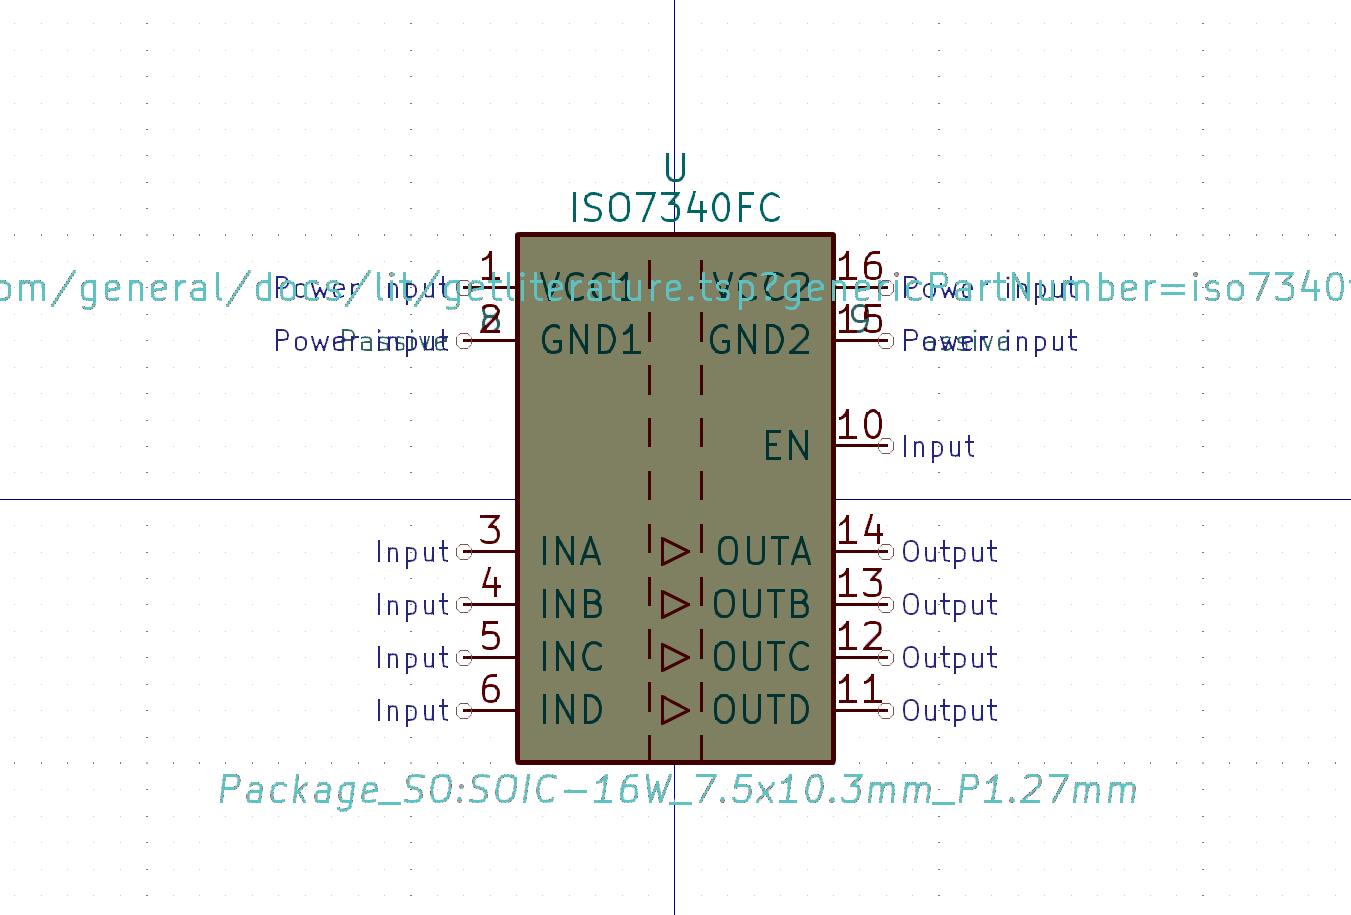 U
ISO7340FC
om/general/docs/lit/getliterature.tsp?genericPartNumber=iso7340f
Power input 1 VCC1 VCC2 16 Power input
Power input 2 GND1 GND2 15 Power input
Passive 8 9 Passive
EN 10 Input
Input 3 INA OUTA 14 Output
Input 4 INB OUTB 13 Output
Input 5 INC OUTC 12 Output
Input 6 IND OUTD 11 Output
Package_SO:SOIC-16W_7.5x10.3mm_P1.27mm